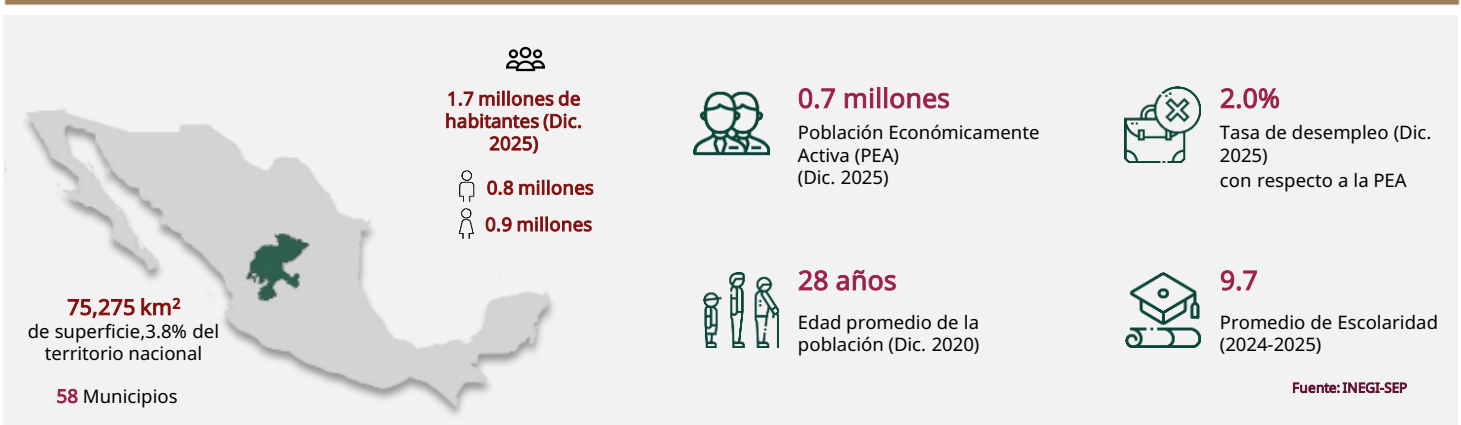 1.7 millones de
habitantes (Dic.
2025)
0.8 millones
0.9 millones
75,275 km²
de superficie,3.8% del
territorio nacional
58 Municipios
0.7 millones
Población Económicamente
Activa (PEA)
(Dic. 2025)
2.0%
Tasa de desempleo (Dic.
2025)
con respecto a la PEA
28 años
Edad promedio de la
población (Dic. 2020)
9.7
Promedio de Escolaridad
(2024-2025)
Fuente: INEGI-SEP